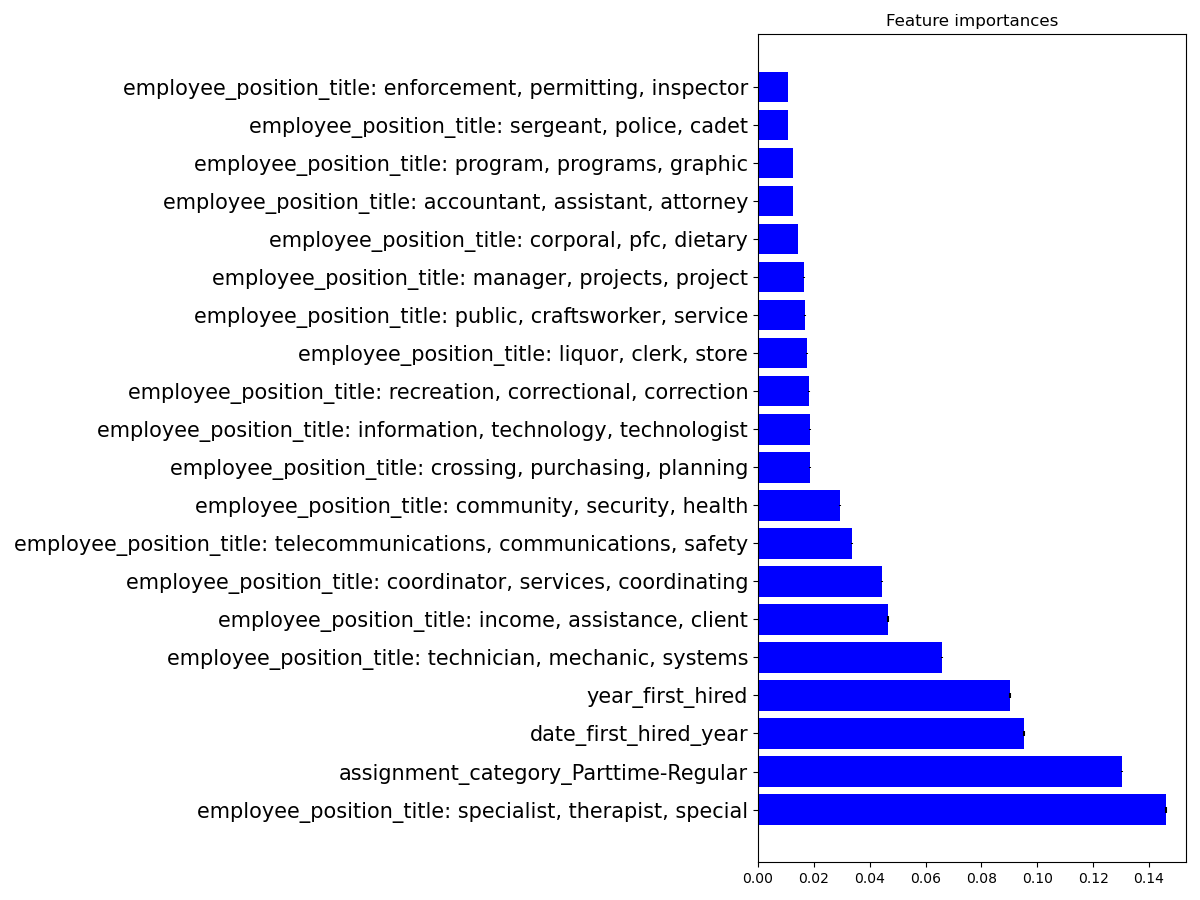 Feature importances
employee_position_title: enforcement, permitting, inspector
employee_position_title: sergeant, police, cadet
employee_position_title: program, programs, graphic
employee_position_title: accountant, assistant, attorney
employee_position_title: corporal, pfc, dietary
employee_position_title: manager, projects, project
employee_position_title: public, craftsworker, service
employee_position_title: liquor, clerk, store
employee_position_title: recreation, correctional, correction
employee_position_title: information, technology, technologist
employee_position_title: crossing, purchasing, planning
employee_position_title: community, security, health
employee_position_title: telecommunications, communications, safety
employee_position_title: coordinator, services, coordinating
employee_position_title: income, assistance, client
employee_position_title: technician, mechanic, systems
year_first_hired
date_first_hired_year
assignment_category_Parttime-Regular
employee_position_title: specialist, therapist, special
0.00 0.02 0.04 0.06 0.08 0.10 0.12 0.14